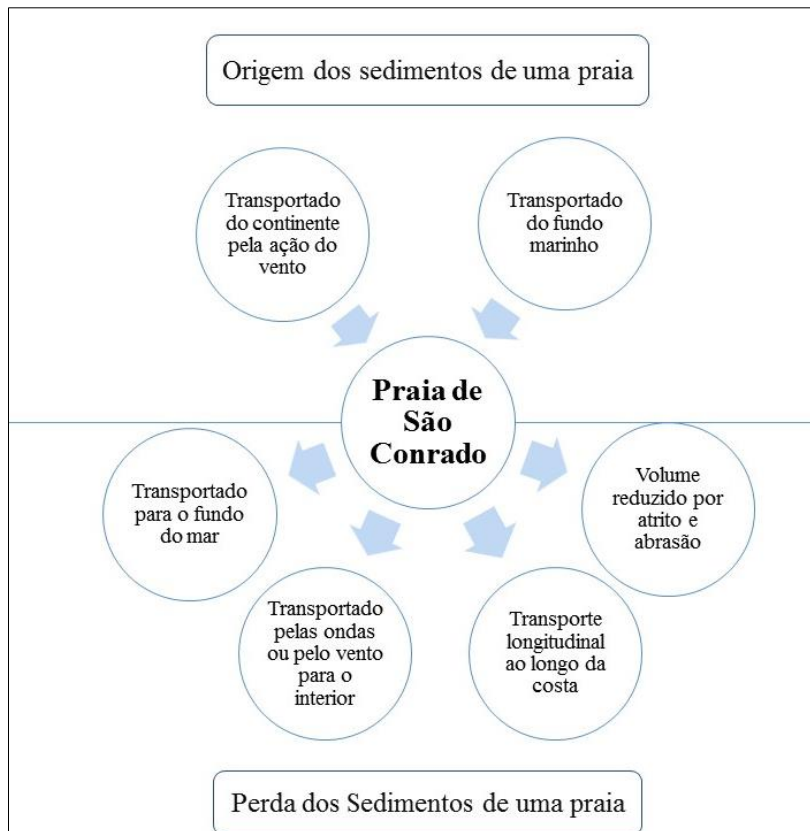 Origem dos sedimentos de uma praia
Transportado
do continente
pela ação do
vento
Transportado
do fundo
marinho
Praia de
São
Conrado
Transportado
para o fundo
do mar
Volume
reduzido por
atrito e
abrasão
Transportado
pelas ondas
ou pelo vento
para o
interior
Transporte
longitudinal
ao longo da
costa
Perda dos Sedimentos de uma praia